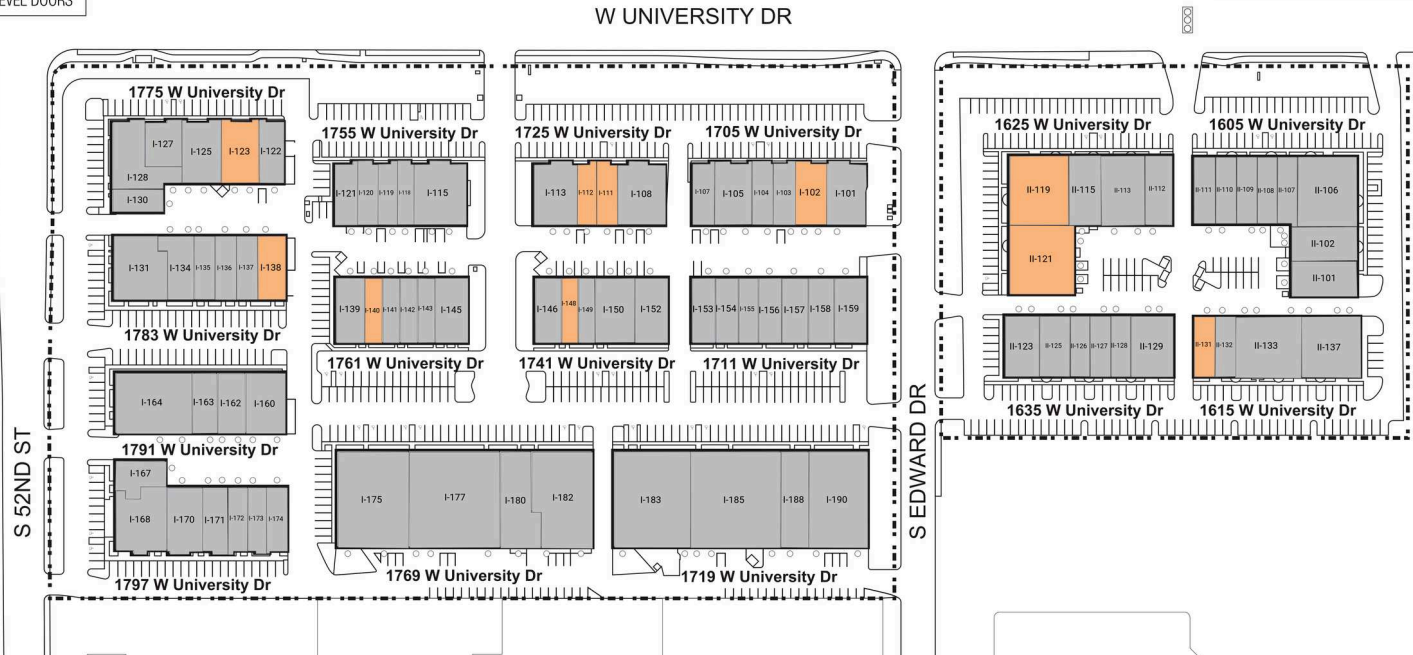 EVEL DOORS
W UNIVERSITY DR
1775 W University Dr
I-127
I-125
I-123
I-122
I-128
I-130
1755 W University Dr
I-121
I-120
I-119
I-118
I-115
1725 W University Dr
I-113
I-112
I-111
I-108
1705 W University Dr
I-107
I-105
I-104
I-103
I-102
I-101
1625 W University Dr
II-119
II-115
II-113
II-112
II-121
1605 W University Dr
II-111
II-110
II-109
II-108
II-107
II-106
II-102
II-101
I-131
I-134
I-135
I-136
I-137
I-138
1783 W University Dr
I-139
I-140
I-141
I-142
I-143
I-145
1761 W University Dr
I-146
I-148
I-149
I-150
I-152
1741 W University Dr
I-153
I-154
I-155
I-156
I-157
I-158
I-159
1711 W University Dr
II-123
II-125
II-126
II-127
II-128
II-129
1635 W University Dr
II-131
II-132
II-133
II-137
1615 W University Dr
I-164
I-163
I-162
I-160
1791 W University Dr
S 52ND ST
S EDWARD DR
I-167
I-168
I-170
I-171
I-172
I-173
I-174
1797 W University Dr
I-175
I-177
I-180
I-182
1769 W University Dr
I-183
I-185
I-188
I-190
1719 W University Dr